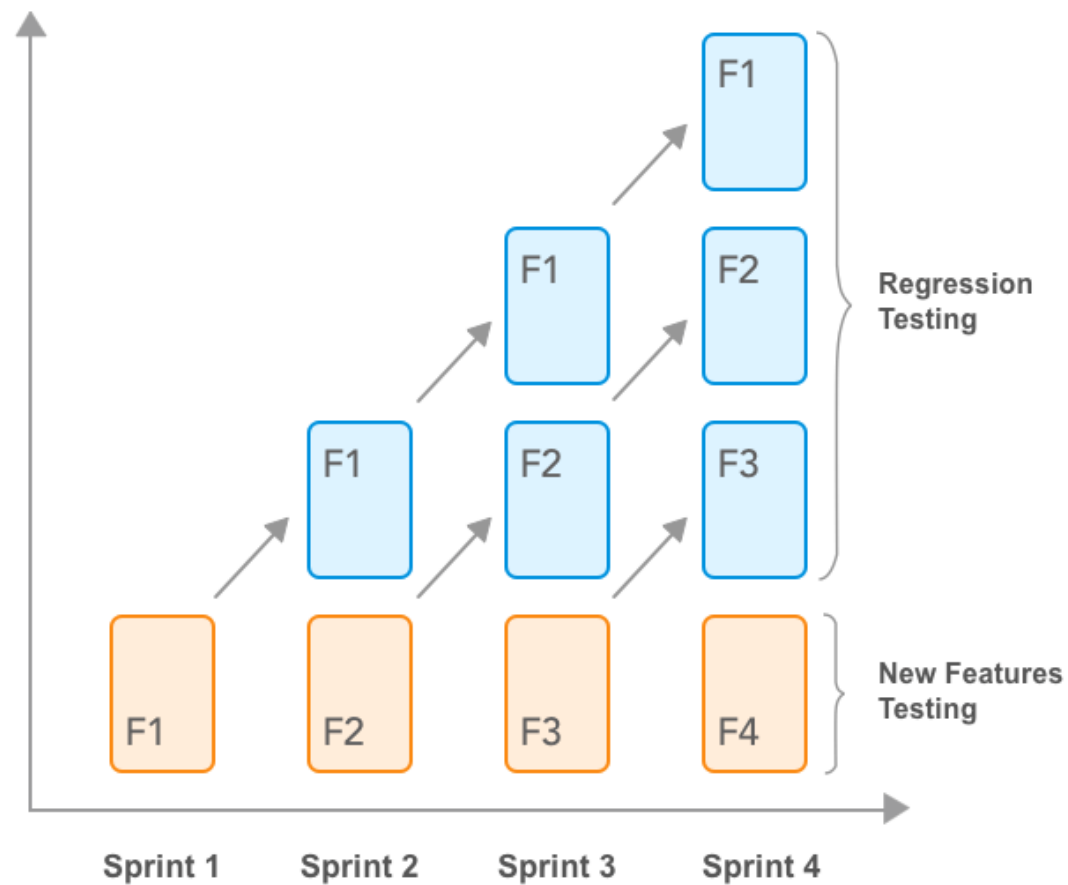 F1
F1
F2
Regression
Testing
F1
F2
F3
F1
F2
F3
F4
New Features
Testing
Sprint 1
Sprint 2
Sprint 3
Sprint 4